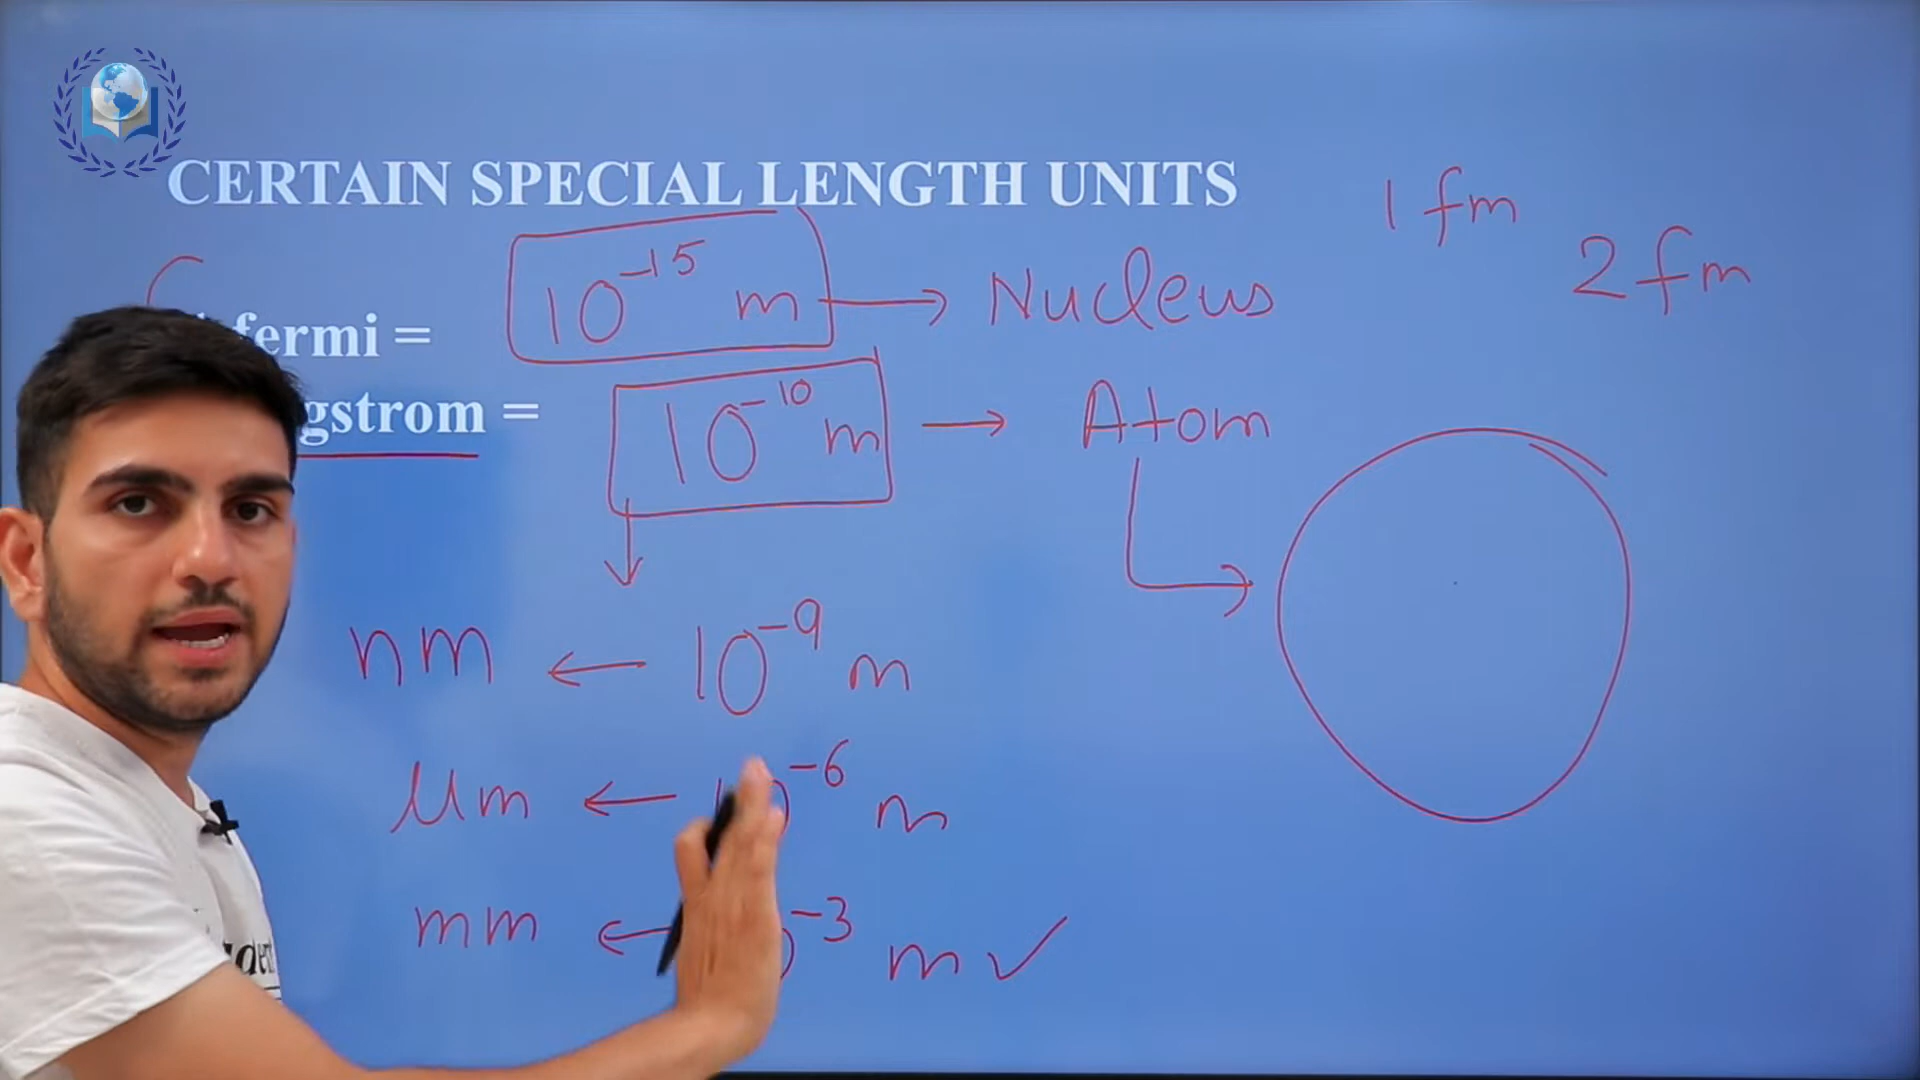 CERTAIN SPECIAL LENGTH UNITS
1 fm
2 fm
fermi = 10⁻¹⁵ m → Nucleus
gstrom = 10⁻¹⁰ m → Atom
nm ← 10⁻⁹ m
μm ← 10⁻⁶ m
mm ← 10⁻³ m ✓